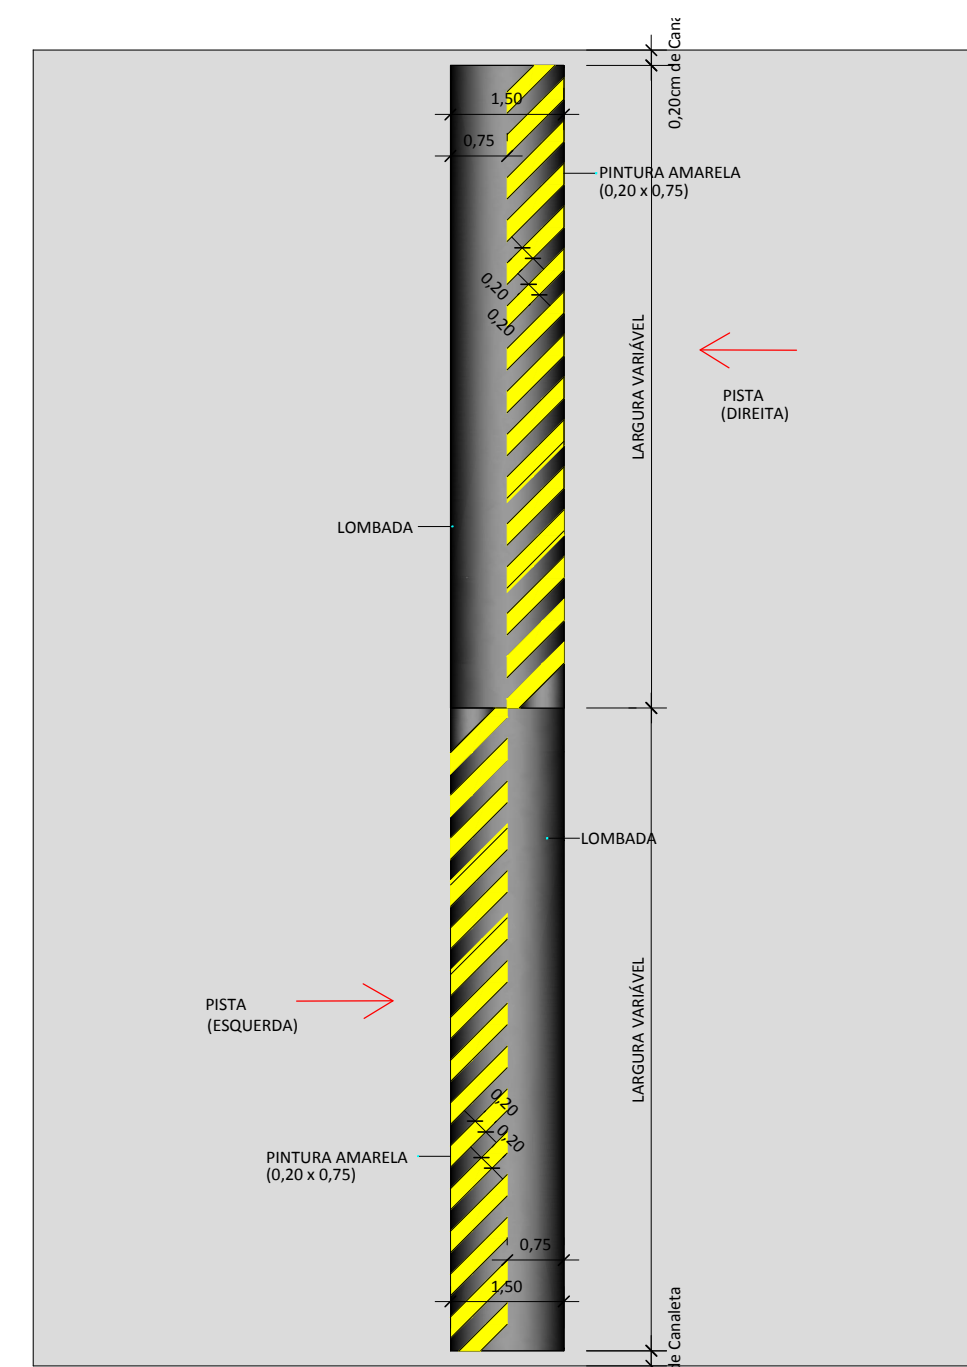 0,20cm de Cana
1,50
0,75
PINTURA AMARELA
(0,20 x 0,75)
0,20
0,20
LARGURA VARIÁVEL
PISTA
(DIREITA)
LOMBADA
LOMBADA
PISTA
(ESQUERDA)
LARGURA VARIÁVEL
0,20
0,20
PINTURA AMARELA
(0,20 x 0,75)
0,75
1,50
de Canaleta